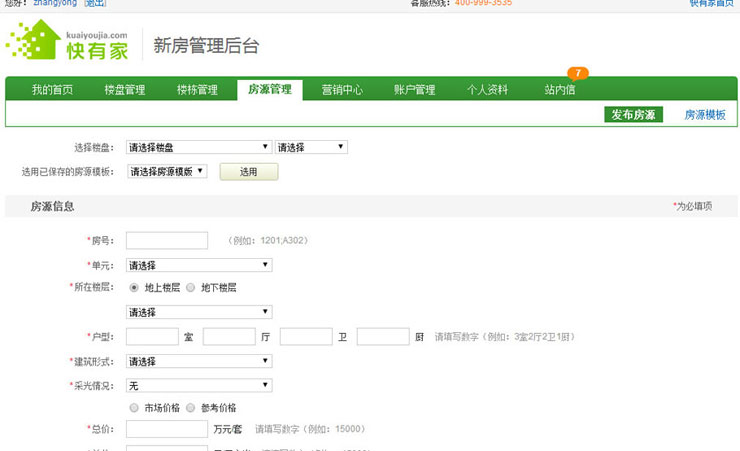 您好！ zhangyong [退出] 客服热线：400-999-3535 快有家首页
kuaiyoujia.com
快有家 新房管理后台
7
我的首页 楼盘管理 楼栋管理 房源管理 营销中心 账户管理 个人资料 站内信
发布房源 房源模板
选择楼盘： 请选择楼盘 请选择
选用已保存的房源模板： 请选择房源模版 选用
房源信息 *为必填项
*房号： （例如：1201;A302）
*单元： 请选择
*所在楼层： 地上楼层 地下楼层
请选择
*户型： 室 厅 卫 厨 请填写数字（例如：3室2厅2卫1厨）
*建筑形式： 请选择
*采光情况： 无
市场价格 参考价格
*总价： 万元/套 请填写数字（例如：15000）